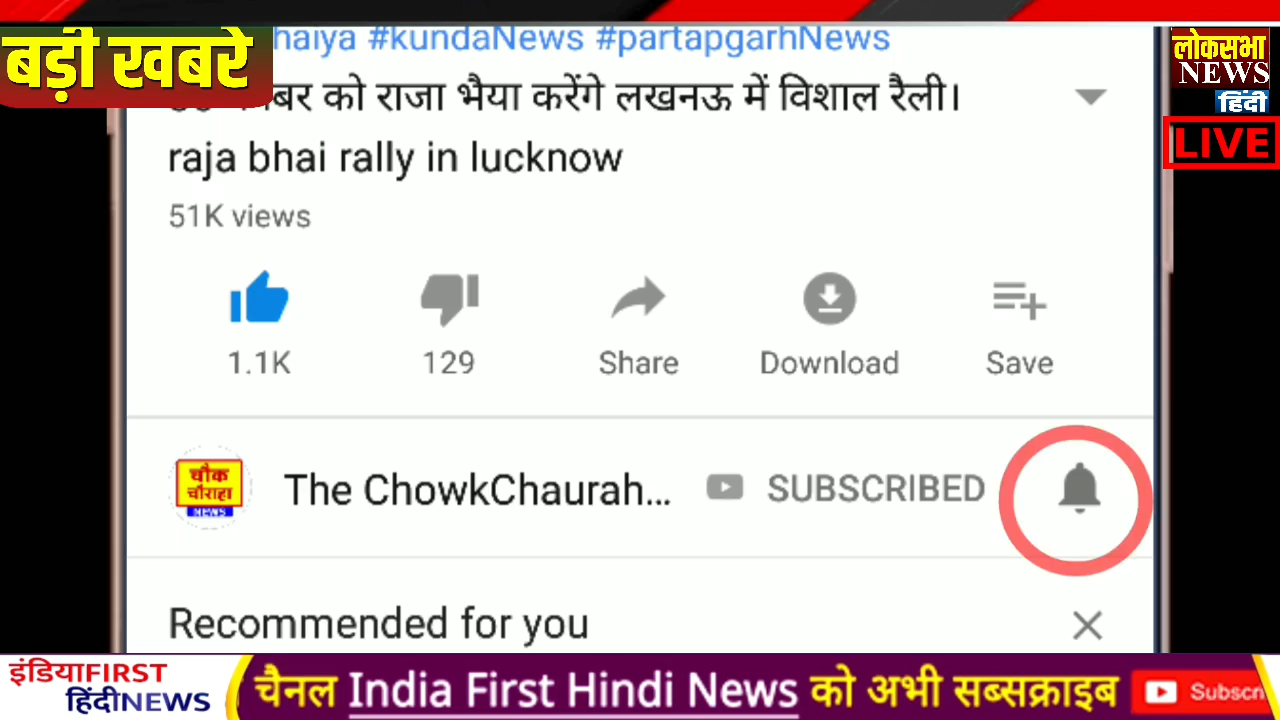 बड़ी खबरे
haiya #kundaNews #partapgarhNews
लोकसभा
NEWS
हिंदी
LIVE
को राजा भैया करेंगे लखनऊ में विशाल रैली।
raja bhai rally in lucknow
51K views
1.1K 129 Share Download Save
चौक
चौराहा
NEWS
The ChowkChaurah... SUBSCRIBED
Recommended for you
इंडियाFIRST
हिंदीNEWS
चैनल India First Hindi News को अभी सब्सक्राइब
Subscri